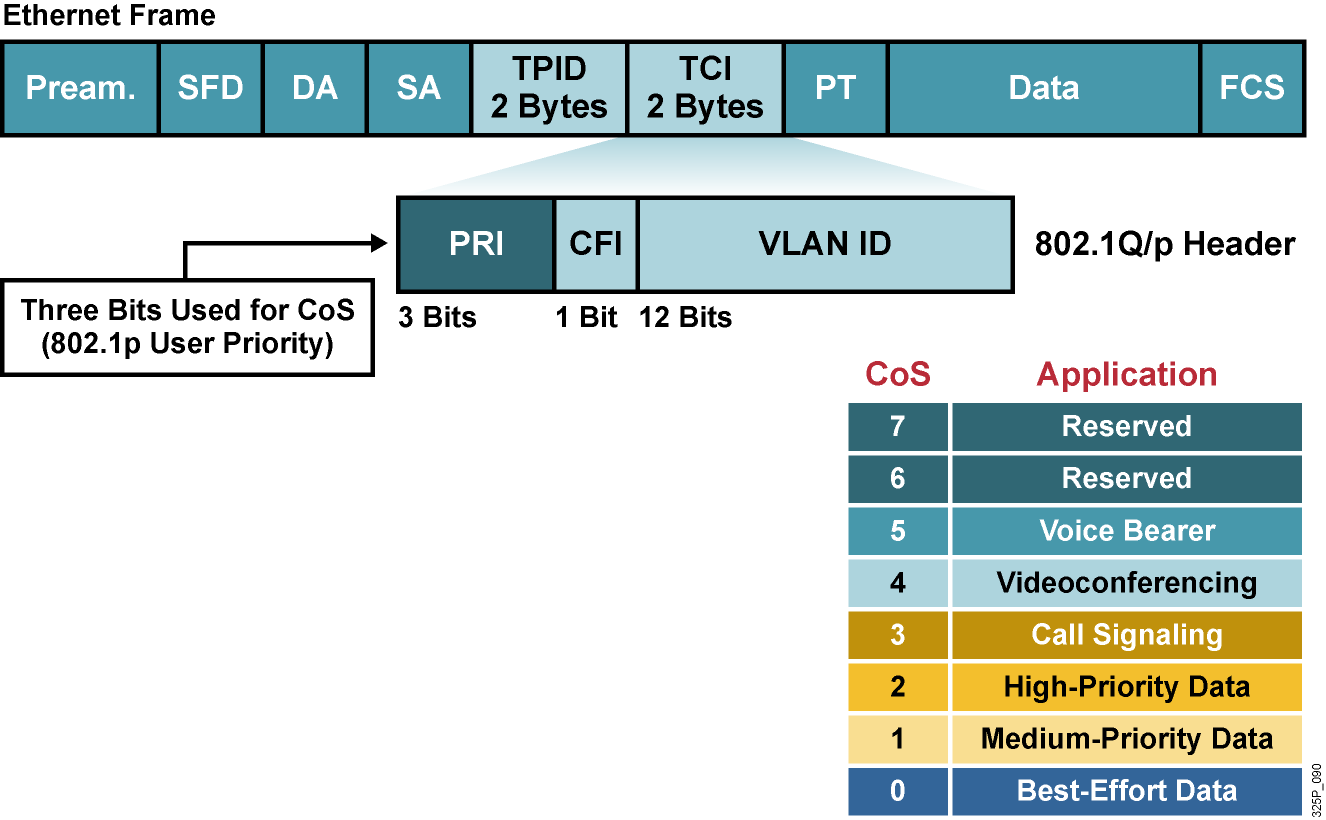 Ethernet Frame
Pream. SFD DA SA TPID TCI PT Data FCS
2 Bytes 2 Bytes
PRI CFI VLAN ID 802.1Q/p Header
Three Bits Used for CoS
(802.1p User Priority)
3 Bits 1 Bit 12 Bits
CoS Application
7 Reserved
6 Reserved
5 Voice Bearer
4 Videoconferencing
3 Call Signaling
2 High-Priority Data
1 Medium-Priority Data
0 Best-Effort Data
325P_090